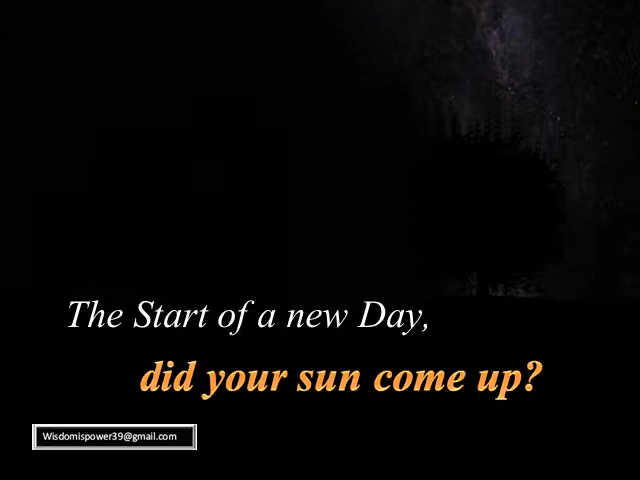 The Start of a new Day,
did your sun come up?
Wisdomispower39@gmail.com